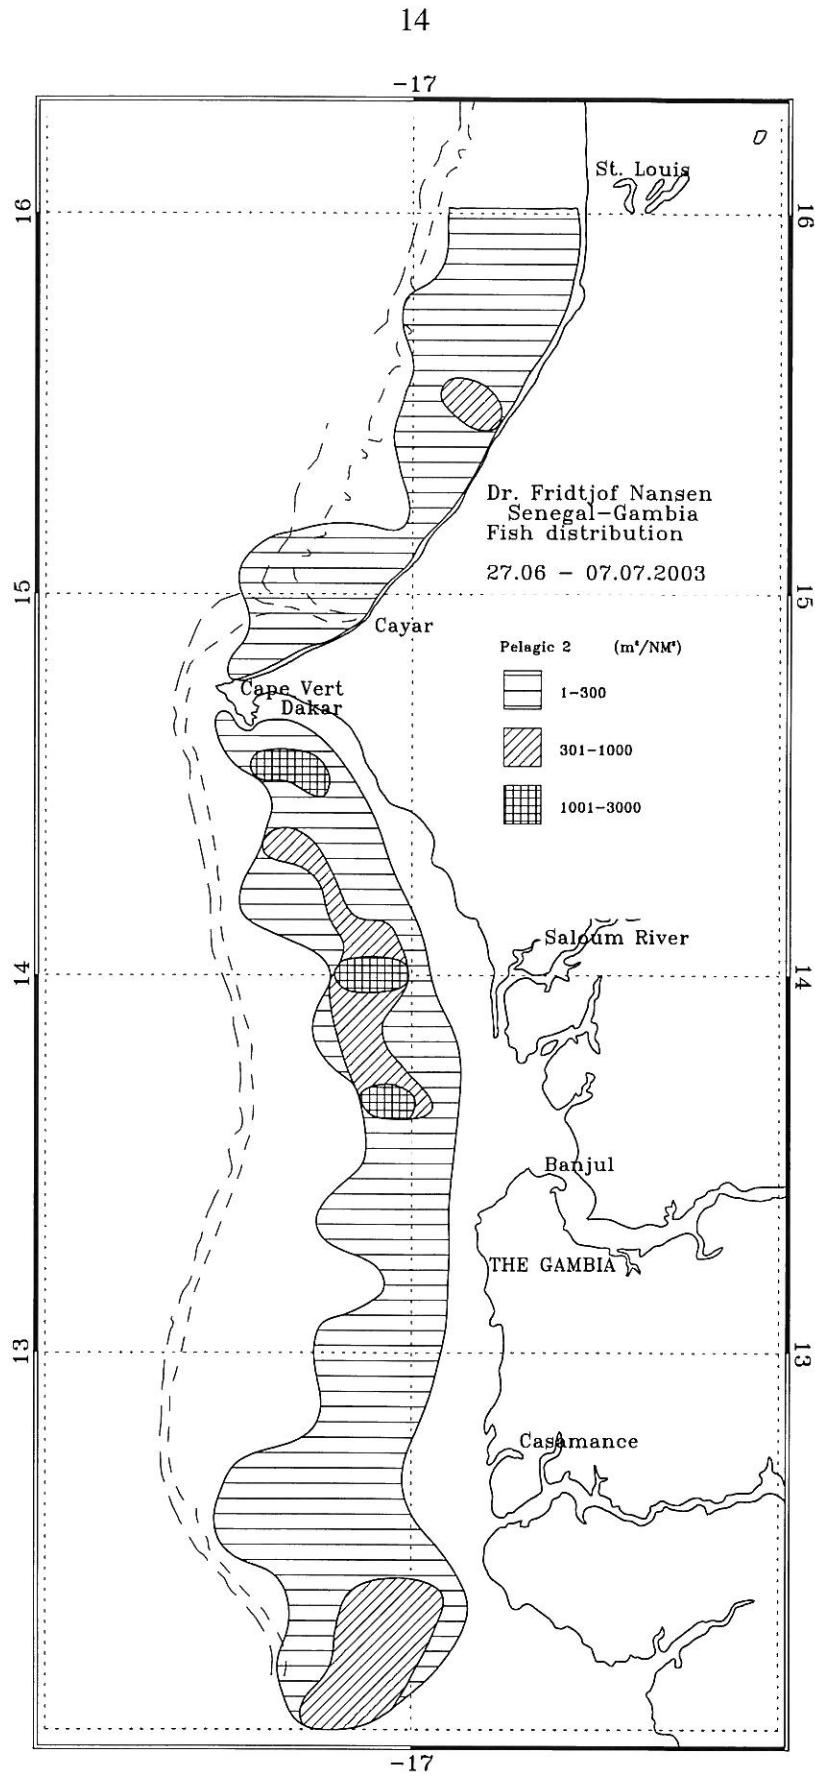 14
-17
St. Louis
16
16
Dr. Fridtjof Nansen
Senegal-Gambia
Fish distribution
27.06 - 07.07.2003
15
15
Cayar
Pelagic 2 (m²/NM²)
Cape Vert
Dakar
1-300
301-1000
1001-3000
Saloum River
14
14
Banjul
THE GAMBIA
13
13
Casamance
-17